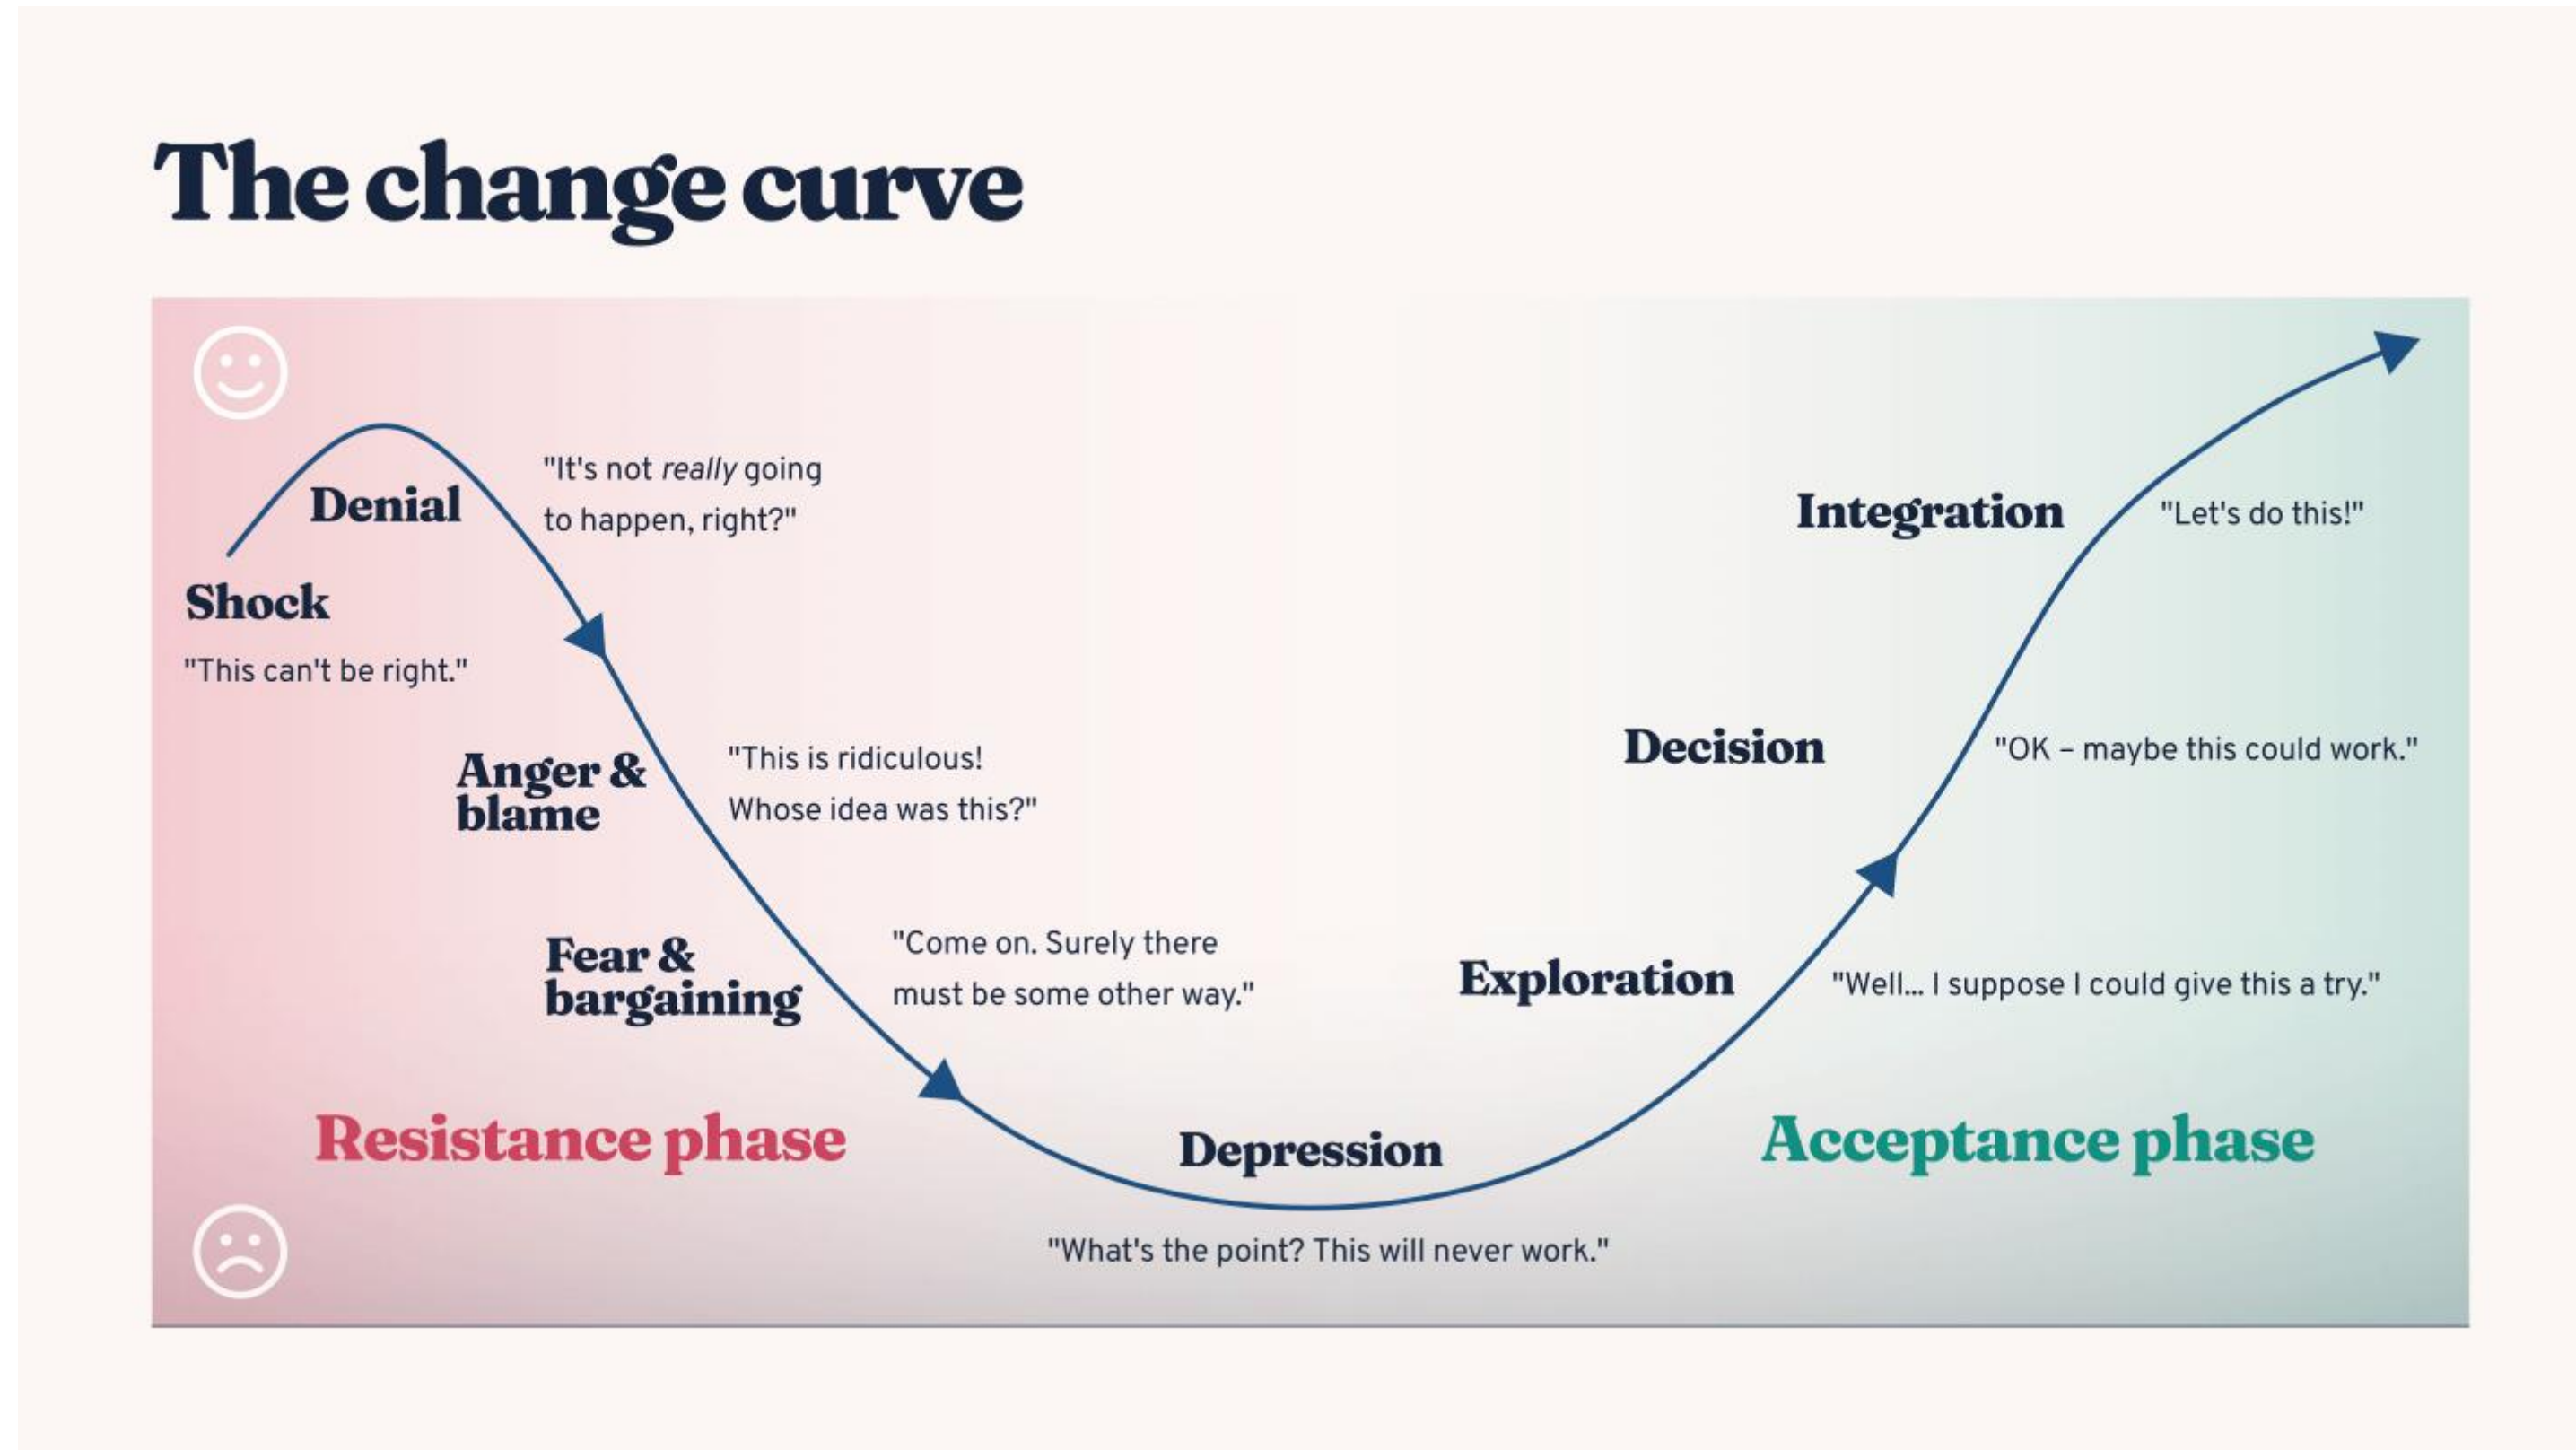 The change curve
Denial
"It's not really going
to happen, right?"
Shock
"This can't be right."
Anger &
blame
"This is ridiculous!
Whose idea was this?"
Fear &
bargaining
"Come on. Surely there
must be some other way."
Resistance phase
Depression
"What's the point? This will never work."
Exploration
"Well... I suppose I could give this a try."
Decision
"OK – maybe this could work."
Integration
"Let's do this!"
Acceptance phase